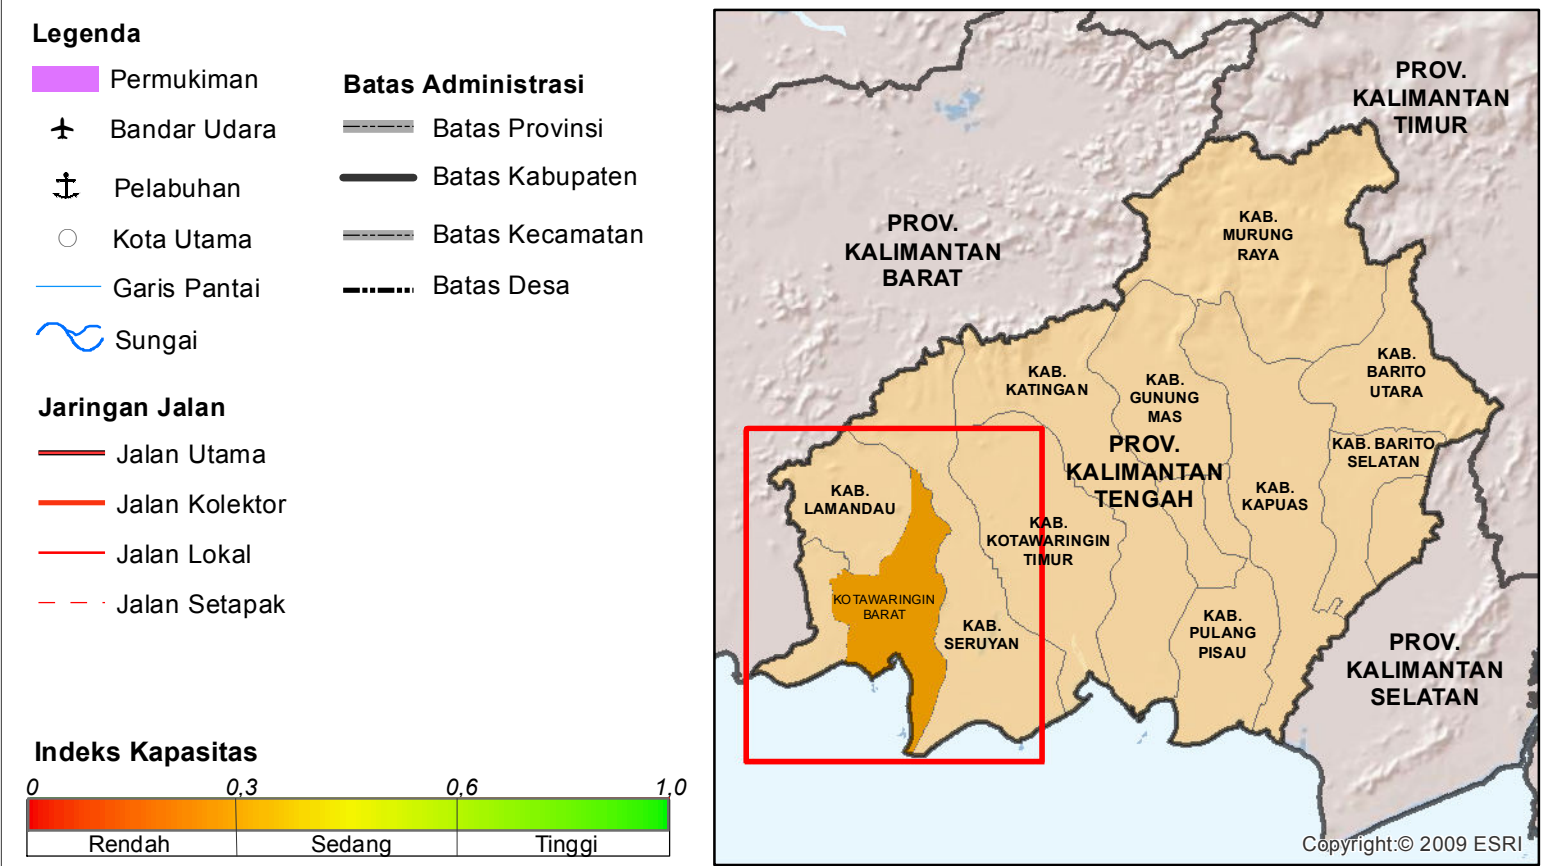 Legenda
Permukiman
Bandar Udara
Pelabuhan
Kota Utama
Garis Pantai
Sungai
Batas Administrasi
Batas Provinsi
Batas Kabupaten
Batas Kecamatan
Batas Desa
Jaringan Jalan
Jalan Utama
Jalan Kolektor
Jalan Lokal
Jalan Setapak
Indeks Kapasitas
0 0,3 0,6 1,0
Rendah Sedang Tinggi
PROV.
KALIMANTAN
TIMUR
PROV.
KALIMANTAN
BARAT
KAB.
MURUNG
RAYA
KAB.
BARITO
UTARA
KAB.
KATINGAN
KAB.
GUNUNG
MAS
PROV.
KALIMANTAN
TENGAH
KAB. BARITO
SELATAN
KAB.
LAMANDAU
KAB.
KAPUAS
KAB.
KOTAWARINGIN
TIMUR
KOTAWARINGIN
BARAT
KAB.
SERUYAN
KAB.
PULANG
PISAU
PROV.
KALIMANTAN
SELATAN
Copyright:© 2009 ESRI